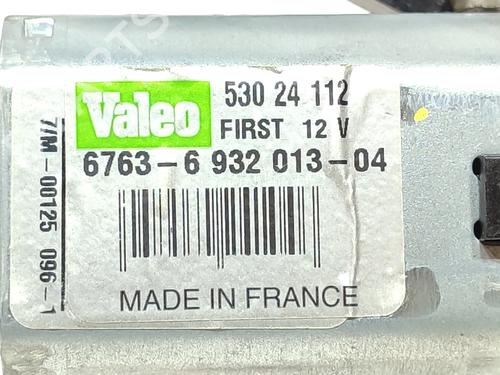 Valeo
530 24 112
FIRST 12 V
6763-6 932 013-04
7/M-00125 096-1
MADE IN FRANCE